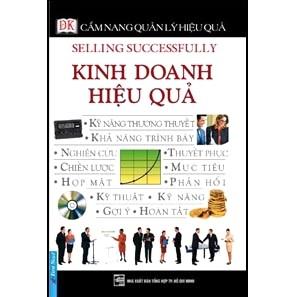 DK
CẨM NANG QUẢN LÝ HIỆU QUẢ
SELLING SUCCESSFULLY
KINH DOANH
HIỆU QUẢ
• KỸ NĂNG THƯƠNG THUYẾT
• KHẢ NĂNG TRÌNH BÀY
• NGHIÊN CỨU • THUYẾT PHỤC
• CHIẾN LƯỢC • MỤC TIÊU
• HỌP MẶT • PHẢN HỒI
• KỸ THUẬT • KỸ NĂNG
• GỢI Ý • HOÀN TẤT
First News
NHÀ XUẤT BẢN TỔNG HỢP TP. HỒ CHÍ MINH